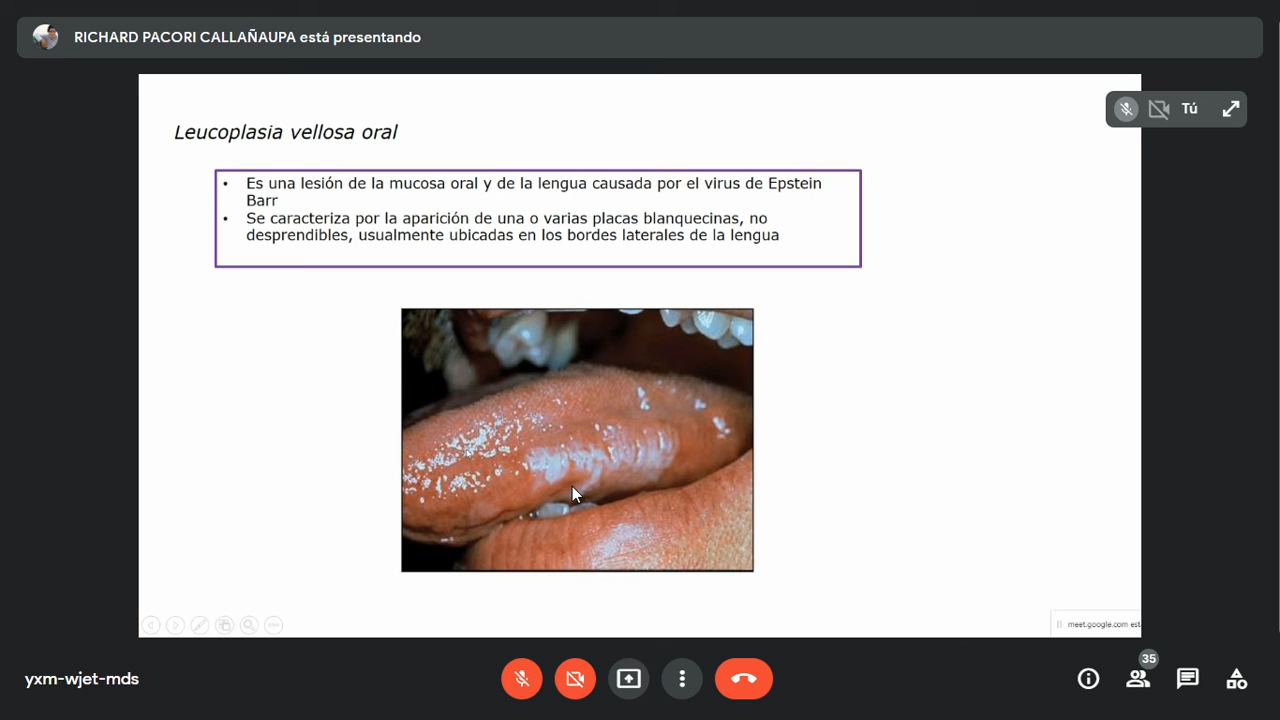 RICHARD PACORI CALLAÑAUPA está presentando
Tú
Leucoplasia vellosa oral
• Es una lesión de la mucosa oral y de la lengua causada por el virus de Epstein
Barr
• Se caracteriza por la aparición de una o varias placas blanquecinas, no
desprendibles, usualmente ubicadas en los bordes laterales de la lengua
meet.google.com est
yxm-wjet-mds
35